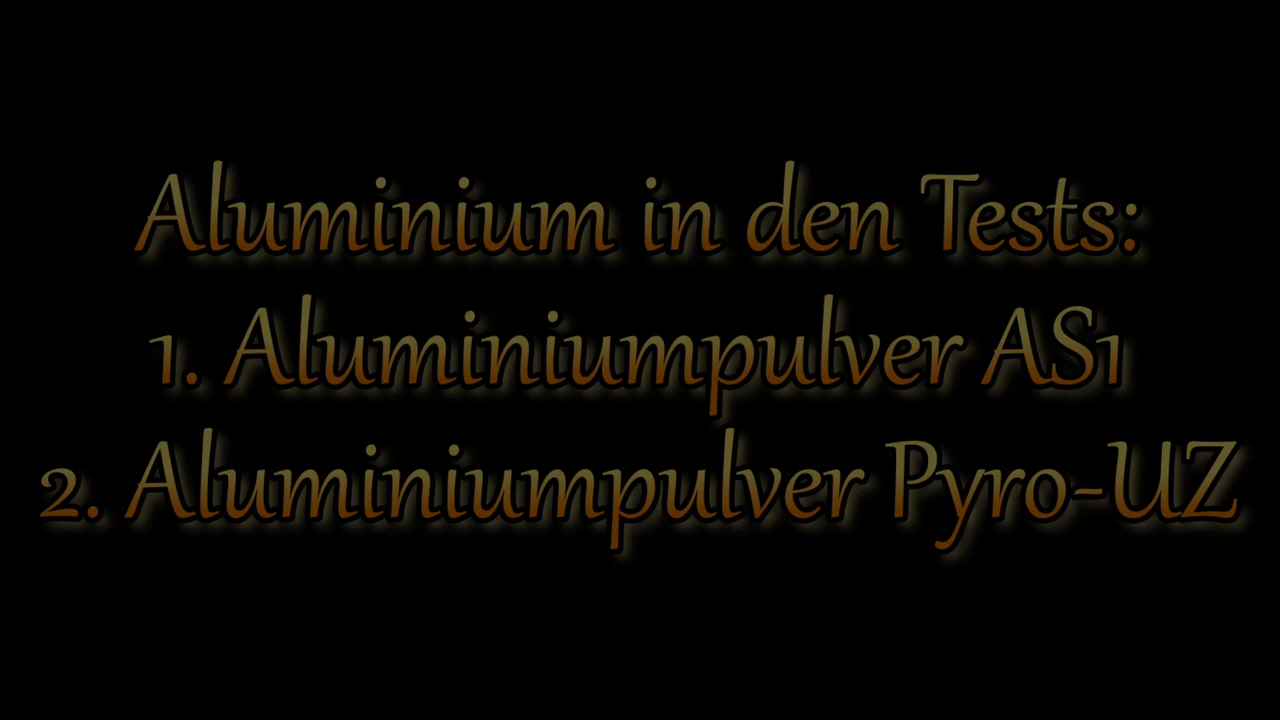 Aluminium in den Tests:
1. Aluminiumpulver AS1
2. Aluminiumpulver Pyro-UZ